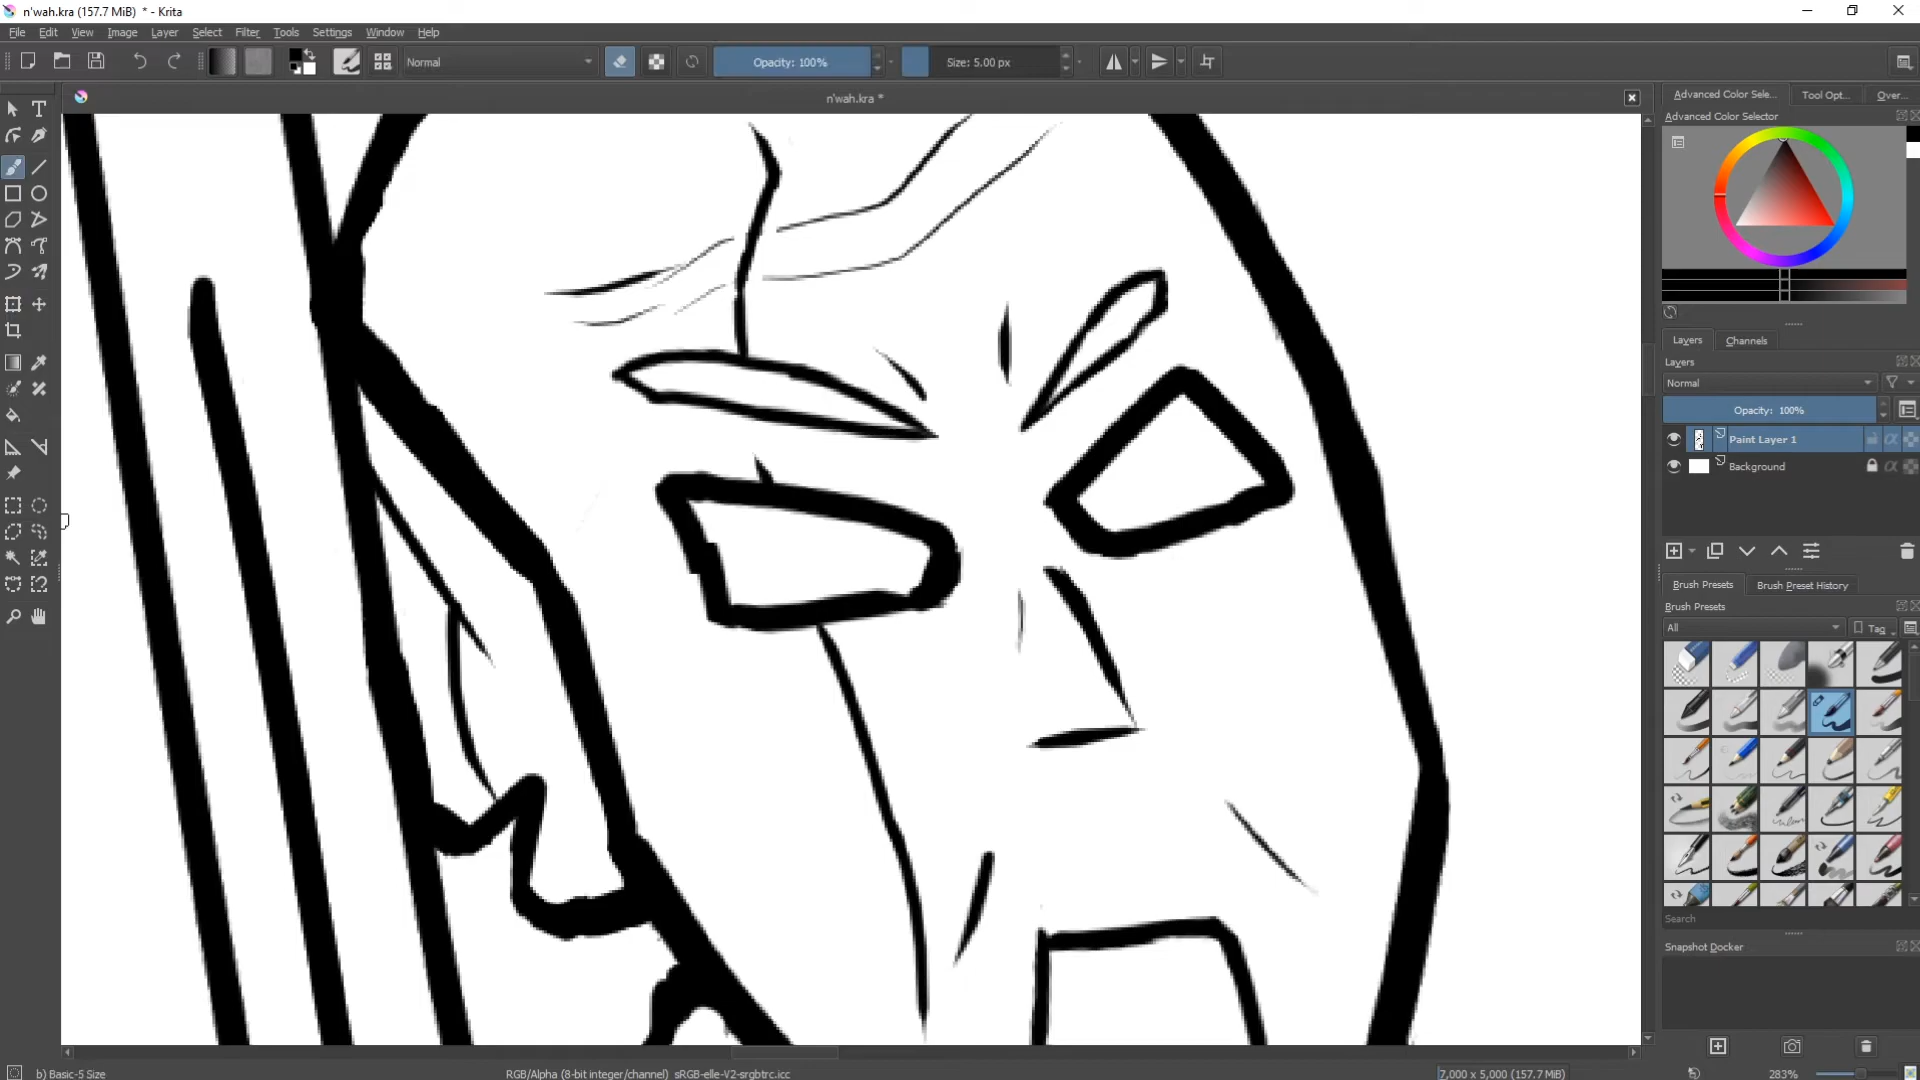 n'wah.kra (157.7 MiB)  * - Krita
File Edit View Image Layer Select Filter Tools Settings Window Help
Normal Opacity: 100% Size: 5.00 px
n'wah.kra *
Advanced Color Sele... Tool Opt... Over...
Advanced Color Selector
Layers Channels
Layers
Normal
Opacity: 100%
Paint Layer 1
Background
Brush Presets Brush Preset History
Brush Presets
All Tag
Search
Snapshot Docker
b) Basic-5 Size RGB/Alpha (8-bit integer/channel) sRGB-elle-V2-srgbtrc.icc 7,000 x 5,000 (157.7 MiB) 283%